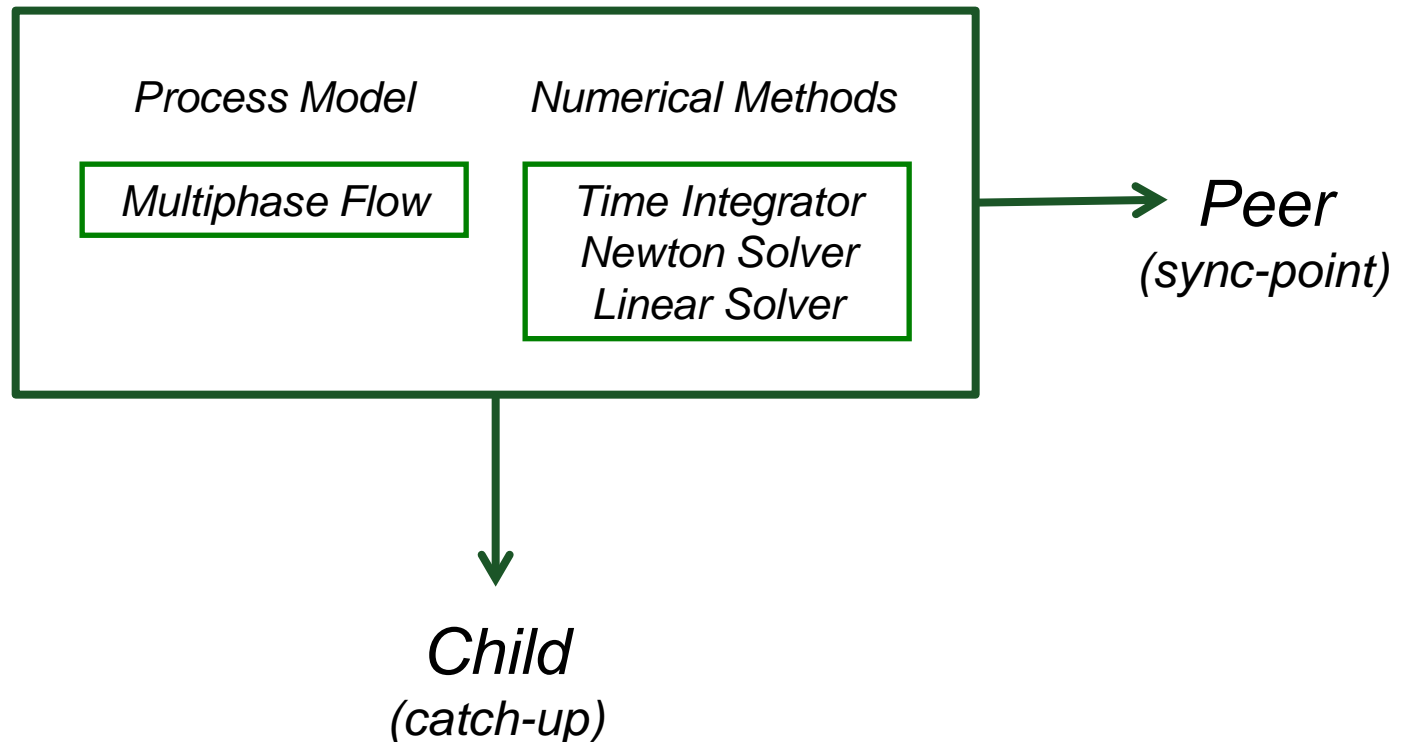 Process Model
Numerical Methods
Multiphase Flow
Time Integrator
Newton Solver
Linear Solver
Peer
(sync-point)
Child
(catch-up)